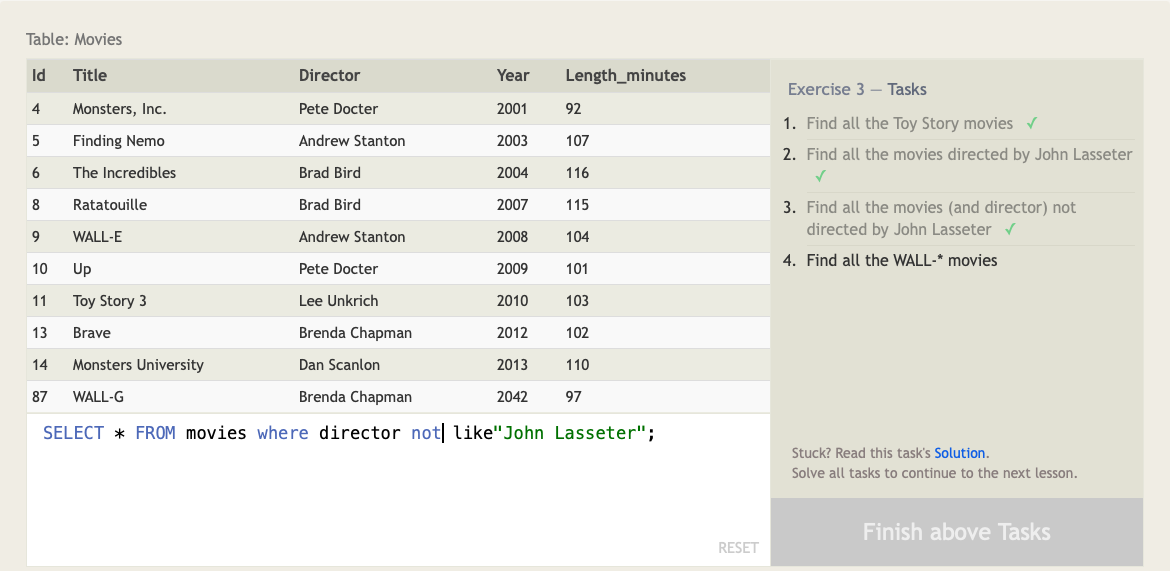 Table: Movies
Id Title Director Year Length_minutes
4 Monsters, Inc. Pete Docter 2001 92
5 Finding Nemo Andrew Stanton 2003 107
6 The Incredibles Brad Bird 2004 116
8 Ratatouille Brad Bird 2007 115
9 WALL-E Andrew Stanton 2008 104
10 Up Pete Docter 2009 101
11 Toy Story 3 Lee Unkrich 2010 103
13 Brave Brenda Chapman 2012 102
14 Monsters University Dan Scanlon 2013 110
87 WALL-G Brenda Chapman 2042 97
SELECT * FROM movies where director not like"John Lasseter";
RESET
Exercise 3 — Tasks
1. Find all the Toy Story movies ✓
2. Find all the movies directed by John Lasseter
✓
3. Find all the movies (and director) not
directed by John Lasseter ✓
4. Find all the WALL-* movies
Stuck? Read this task's Solution.
Solve all tasks to continue to the next lesson.
Finish above Tasks